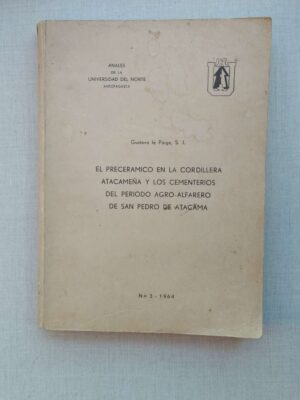 ANALES
DE LA
UNIVERSIDAD DEL NORTE
ANTOFAGASTA
Gustavo le Paige, S. J.
EL PRECERAMICO EN LA CORDILLERA
ATACAMEÑA Y LOS CEMENTERIOS
DEL PERIODO AGRO-ALFARERO
DE SAN PEDRO DE ATACAMA
Nº 3 - 1964